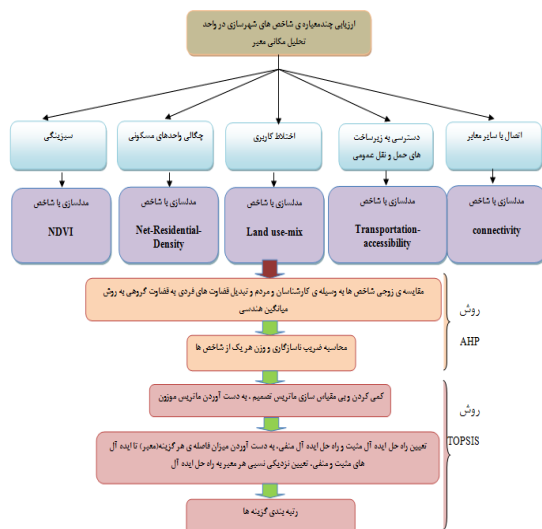 ارزیابی چندمعیاره ی شاخص های شهرسازی در واحد
تحلیل مکانی معبر
اتصال با سایر معابر
دسترسی به زیرساخت
های حمل و نقل عمومی
اختلاط کاربری
چگالی واحدهای مسکونی
سبزینگی
مدلسازی با شاخص
connectivity
مدلسازی با شاخص
Transportation-
accessibility
مدلسازی با شاخص
Land use-mix
مدلسازی با شاخص
Net-Residential-
Density
مدلسازی با شاخص
NDVI
مقایسه ی زوجی شاخص ها به وسیله ی کارشناسان و مردم و تبدیل قضاوت های فردی به قضاوت گروهی به روش
میانگین هندسی
محاسبه ضریب ناسازگاری و وزن هر یک از شاخص ها
روش
AHP
کمی کردن و بی مقیاس سازی ماتریس تصمیم ، به دست آوردن ماتریس موزون
تعیین راه حل ایده آل مثبت و راه حل ایده آل منفی، به دست آوردن میزان فاصله ی هر گزینه(معبر) تا ایده آل
های مثبت و منفی، تعیین نزدیکی نسبی هر معبر به راه حل ایده آل
رتبه بندی گزینه ها
روش
TOPSIS